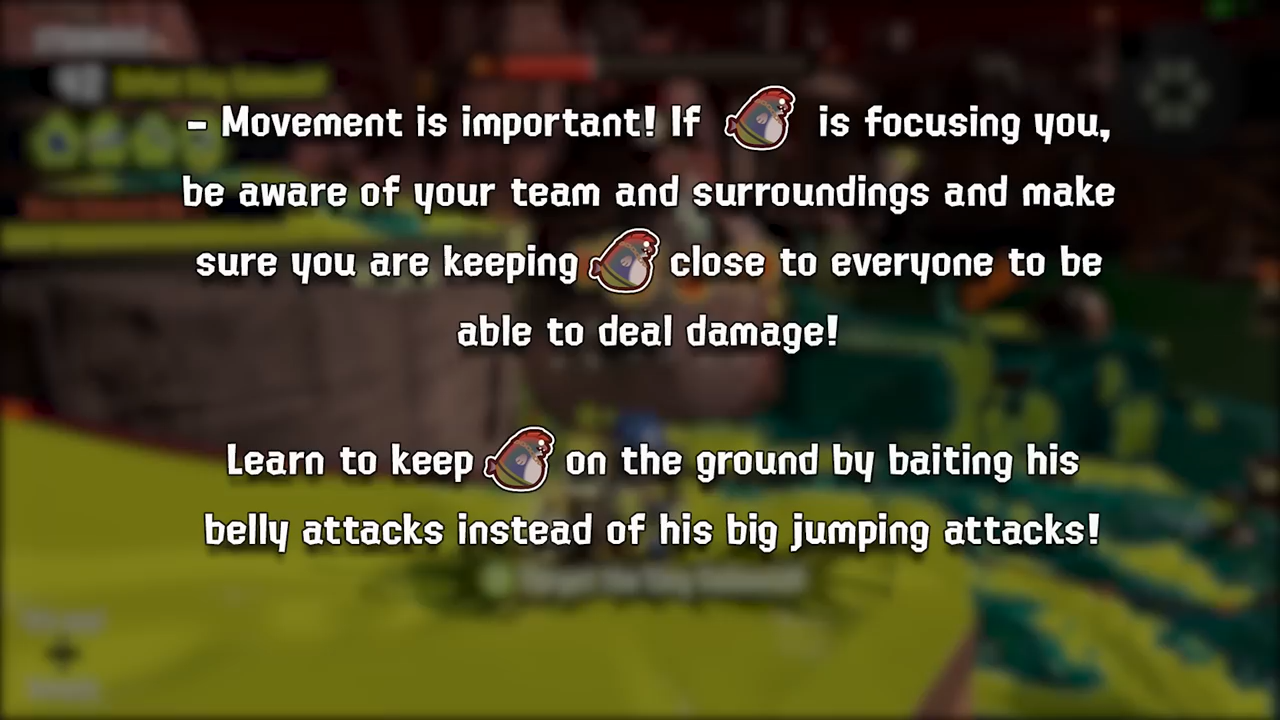 - Movement is important! If is focusing you,
be aware of your team and surroundings and make
sure you are keeping close to everyone to be
able to deal damage!
Learn to keep on the ground by baiting his
belly attacks instead of his big jumping attacks!